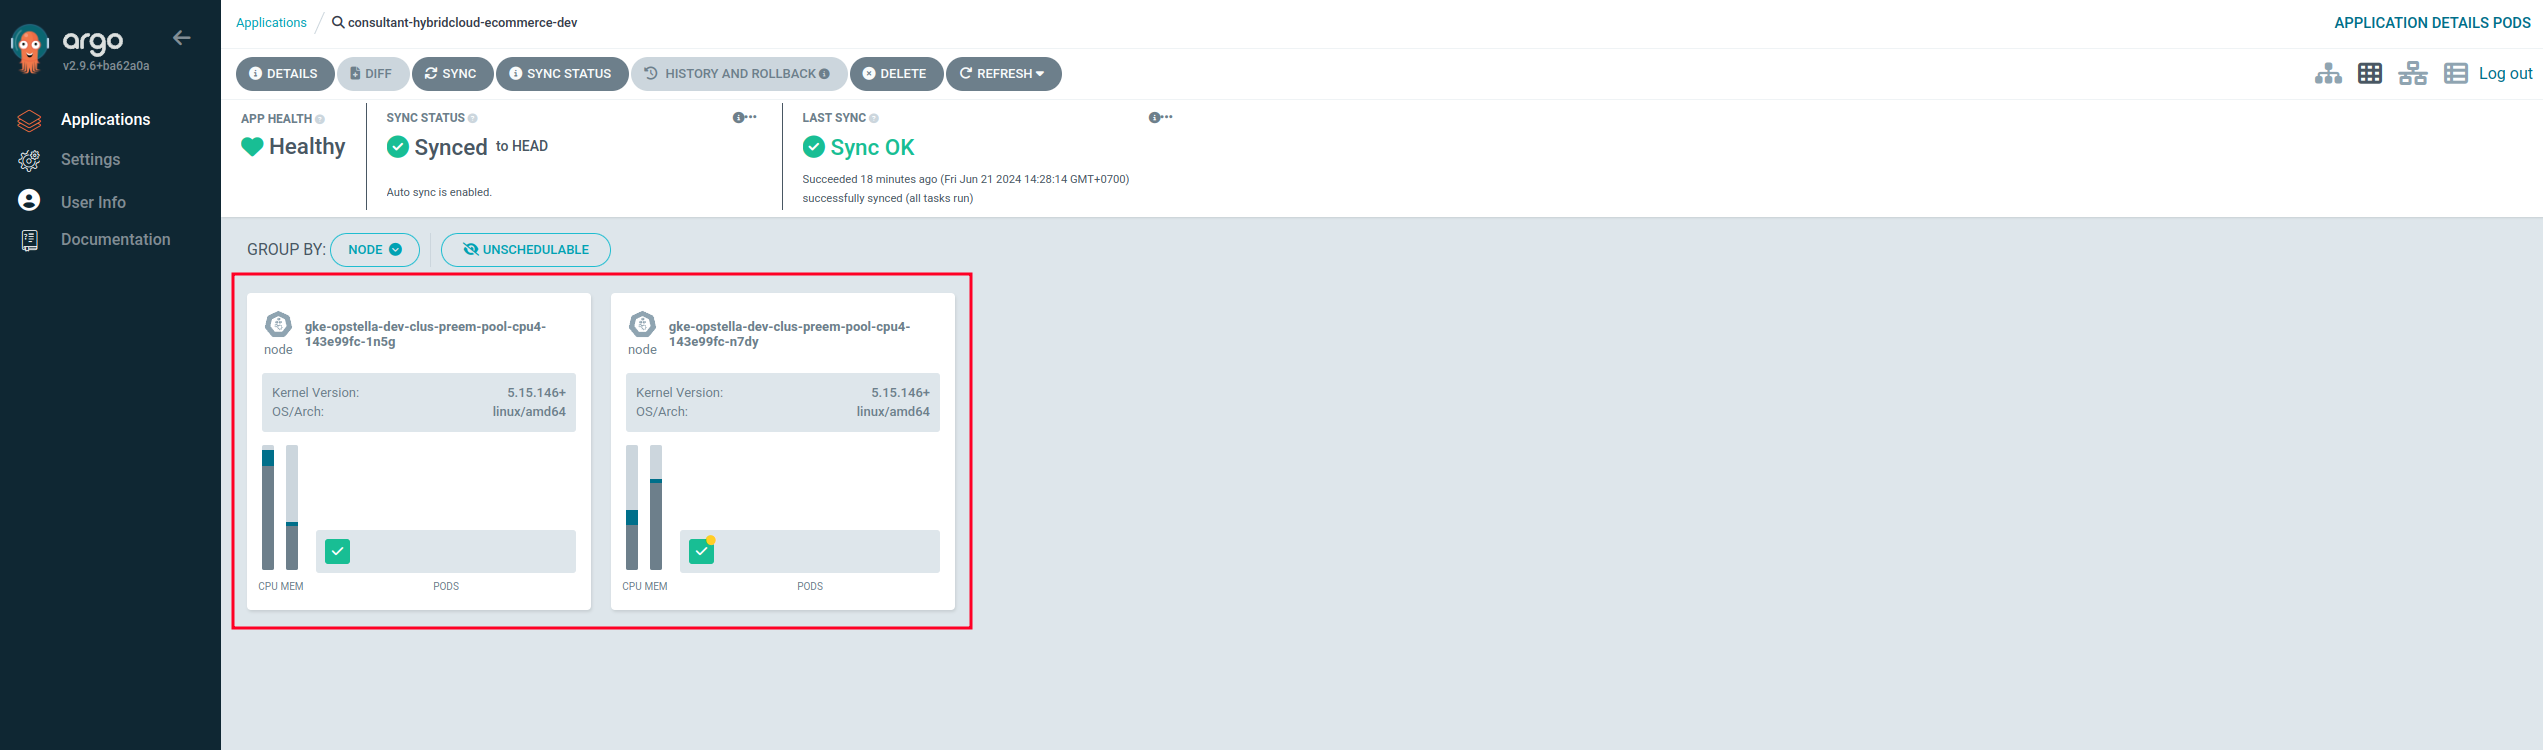 argo
v2.9.6+ba62a0a
Applications
Settings
User Info
Documentation
Applications / consultant-hybridcloud-ecommerce-dev
APPLICATION DETAILS PODS
DETAILS DIFF SYNC SYNC STATUS HISTORY AND ROLLBACK DELETE REFRESH
Log out
APP HEALTH
Healthy
SYNC STATUS
Synced to HEAD
Auto sync is enabled.
LAST SYNC
Sync OK
Succeeded 18 minutes ago (Fri Jun 21 2024 14:28:14 GMT+0700)
successfully synced (all tasks run)
GROUP BY: NODE UNSCHEDULABLE
node
gke-opstella-dev-clus-preem-pool-cpu4-
143e99fc-1n5g
Kernel Version: 5.15.146+
OS/Arch: linux/amd64
CPU MEM PODS
node
gke-opstella-dev-clus-preem-pool-cpu4-
143e99fc-n7dy
Kernel Version: 5.15.146+
OS/Arch: linux/amd64
CPU MEM PODS